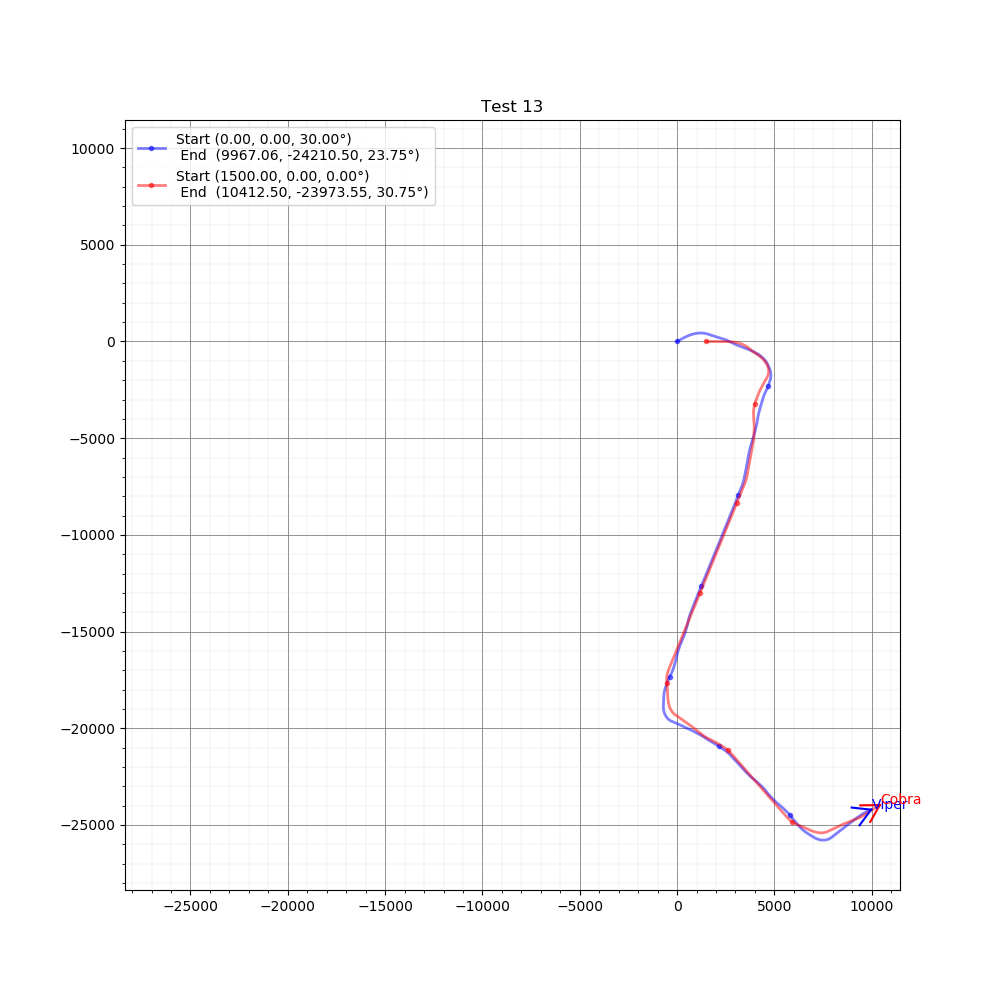 Test 13
Start (0.00, 0.00, 30.00°)
End (9967.06, -24210.50, 23.75°)
Start (1500.00, 0.00, 0.00°)
End (10412.50, -23973.55, 30.75°)
10000
5000
0
−5000
−10000
−15000
−20000
−25000
Cobra
Viper
−25000 −20000 −15000 −10000 −5000 0 5000 10000